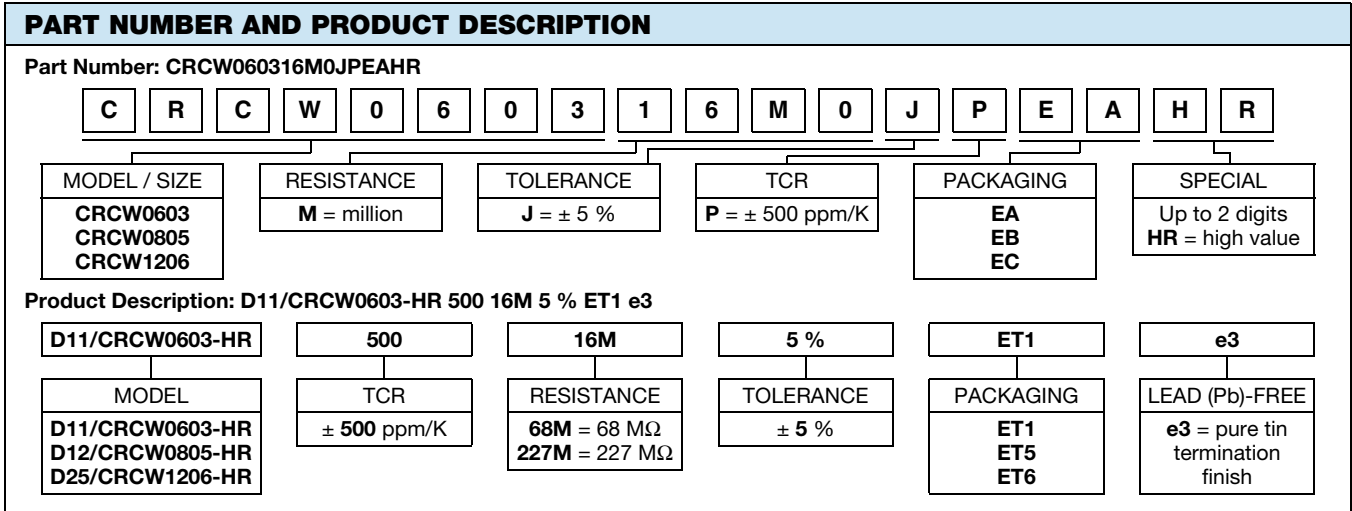 PART NUMBER AND PRODUCT DESCRIPTION
Part Number: CRCW060316M0JPEAHR
C R C W 0 6 0 3 1 6 M 0 J P E A H R
MODEL / SIZE
CRCW0603
CRCW0805
CRCW1206
RESISTANCE
M = million
TOLERANCE
J = ± 5 %
TCR
P = ± 500 ppm/K
PACKAGING
EA
EB
EC
SPECIAL
Up to 2 digits
HR = high value
Product Description: D11/CRCW0603-HR 500 16M 5 % ET1 e3
D11/CRCW0603-HR 500 16M 5 % ET1 e3
MODEL
D11/CRCW0603-HR
D12/CRCW0805-HR
D25/CRCW1206-HR
TCR
± 500 ppm/K
RESISTANCE
68M = 68 MΩ
227M = 227 MΩ
TOLERANCE
± 5 %
PACKAGING
ET1
ET5
ET6
LEAD (Pb)-FREE
e3 = pure tin
termination
finish